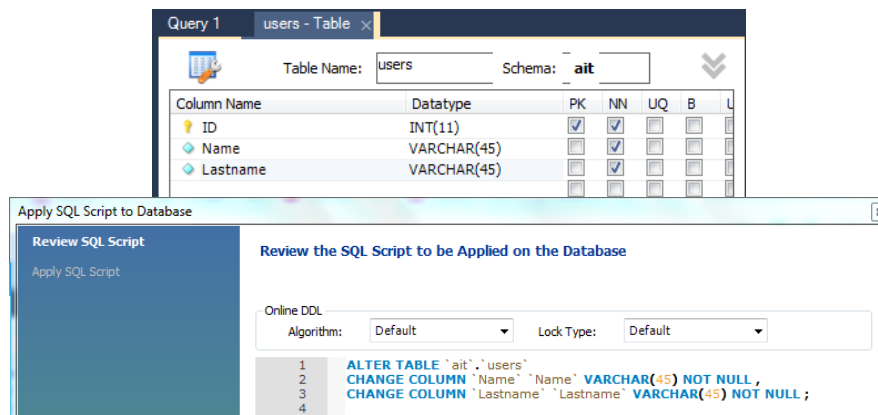 Query 1 users - Table
Table Name: users Schema: ait
Column Name Datatype PK NN UQ B
ID INT(11)
Name VARCHAR(45)
Lastname VARCHAR(45)
Apply SQL Script to Database
Review SQL Script
Apply SQL Script
Review the SQL Script to be Applied on the Database
Online DDL
Algorithm: Default Lock Type: Default
1 ALTER TABLE `ait`.`users`
2 CHANGE COLUMN `Name` `Name` VARCHAR(45) NOT NULL ,
3 CHANGE COLUMN `Lastname` `Lastname` VARCHAR(45) NOT NULL ;
4